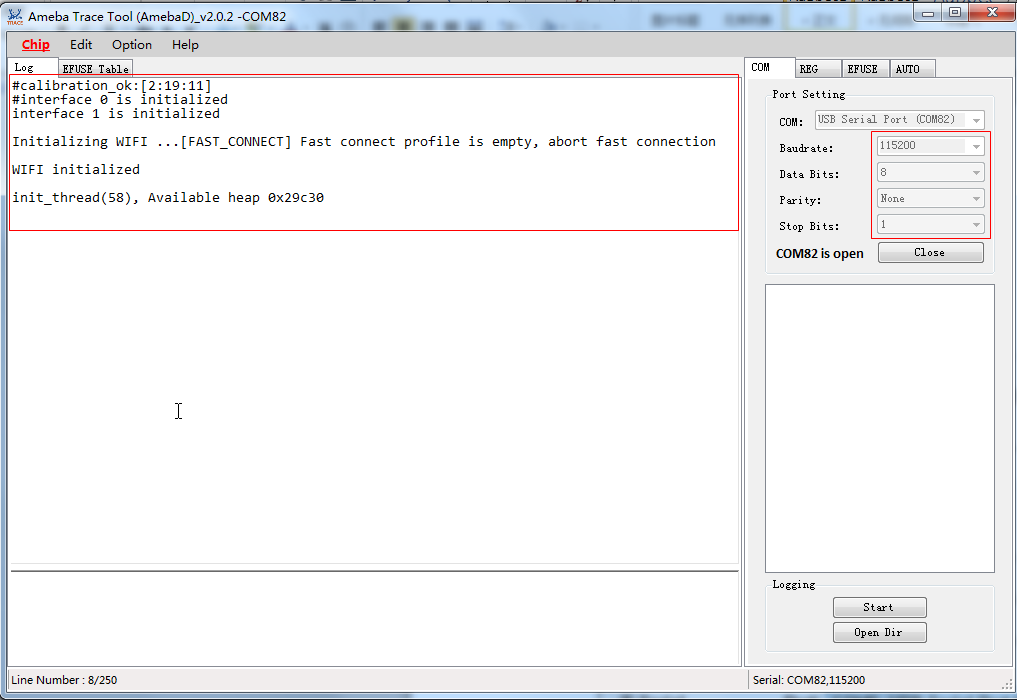 Ameba Trace Tool (AmebaD)_v2.0.2 -COM82
Chip Edit Option Help
Log EFUSE Table
#calibration_ok:[2:19:11]
#interface 0 is initialized
interface 1 is initialized
Initializing WIFI ...[FAST_CONNECT] Fast connect profile is empty, abort fast connection
WIFI initialized
init_thread(58), Available heap 0x29c30
COM REG EFUSE AUTO
Port Setting
COM: USB Serial Port (COM82)
Baudrate: 115200
Data Bits: 8
Parity: None
Stop Bits: 1
COM82 is open Close
Logging
Start
Open Dir
Line Number : 8/250
Serial: COM82,115200